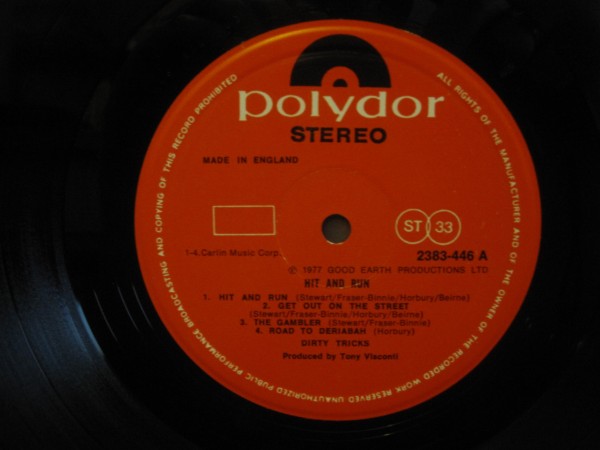 polydor
STEREO
MADE IN ENGLAND
ST 33
1-4. Carlin Music Corp.
2383-446 A
℗ 1977 GOOD EARTH PRODUCTIONS LTD
HIT AND RUN
1. HIT AND RUN (Stewart/Fraser-Binnie/Horbury/Beirne)
2. GET OUT ON THE STREET
(Stewart/Fraser-Binnie/Horbury/Beirne)
3. THE GAMBLER (Stewart/Fraser-Binnie)
4. ROAD TO DERIABAH (Horbury)
DIRTY TRICKS
Produced by Tony Visconti
ALL RIGHTS OF THE MANUFACTURER AND OF THE OWNER OF THE RECORDED WORK RESERVED UNAUTHORIZED PUBLIC PERFORMANCE BROADCASTING AND COPYING OF THIS RECORD PROHIBITED